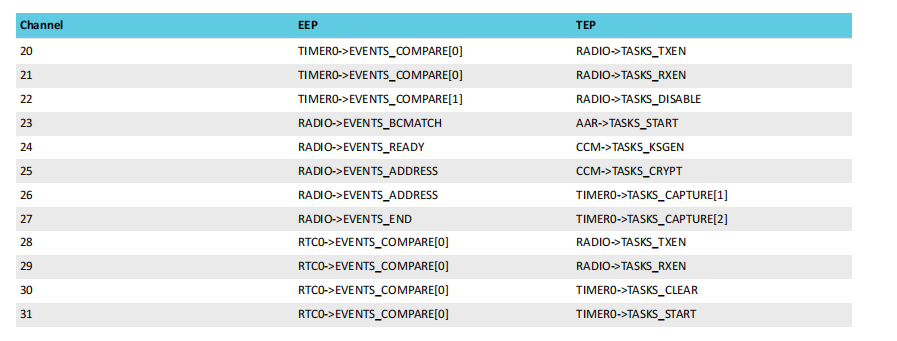 Channel EEP TEP
20 TIMER0->EVENTS_COMPARE[0] RADIO->TASKS_TXEN
21 TIMER0->EVENTS_COMPARE[0] RADIO->TASKS_RXEN
22 TIMER0->EVENTS_COMPARE[1] RADIO->TASKS_DISABLE
23 RADIO->EVENTS_BCMATCH AAR->TASKS_START
24 RADIO->EVENTS_READY CCM->TASKS_KSGEN
25 RADIO->EVENTS_ADDRESS CCM->TASKS_CRYPT
26 RADIO->EVENTS_ADDRESS TIMER0->TASKS_CAPTURE[1]
27 RADIO->EVENTS_END TIMER0->TASKS_CAPTURE[2]
28 RTC0->EVENTS_COMPARE[0] RADIO->TASKS_TXEN
29 RTC0->EVENTS_COMPARE[0] RADIO->TASKS_RXEN
30 RTC0->EVENTS_COMPARE[0] TIMER0->TASKS_CLEAR
31 RTC0->EVENTS_COMPARE[0] TIMER0->TASKS_START